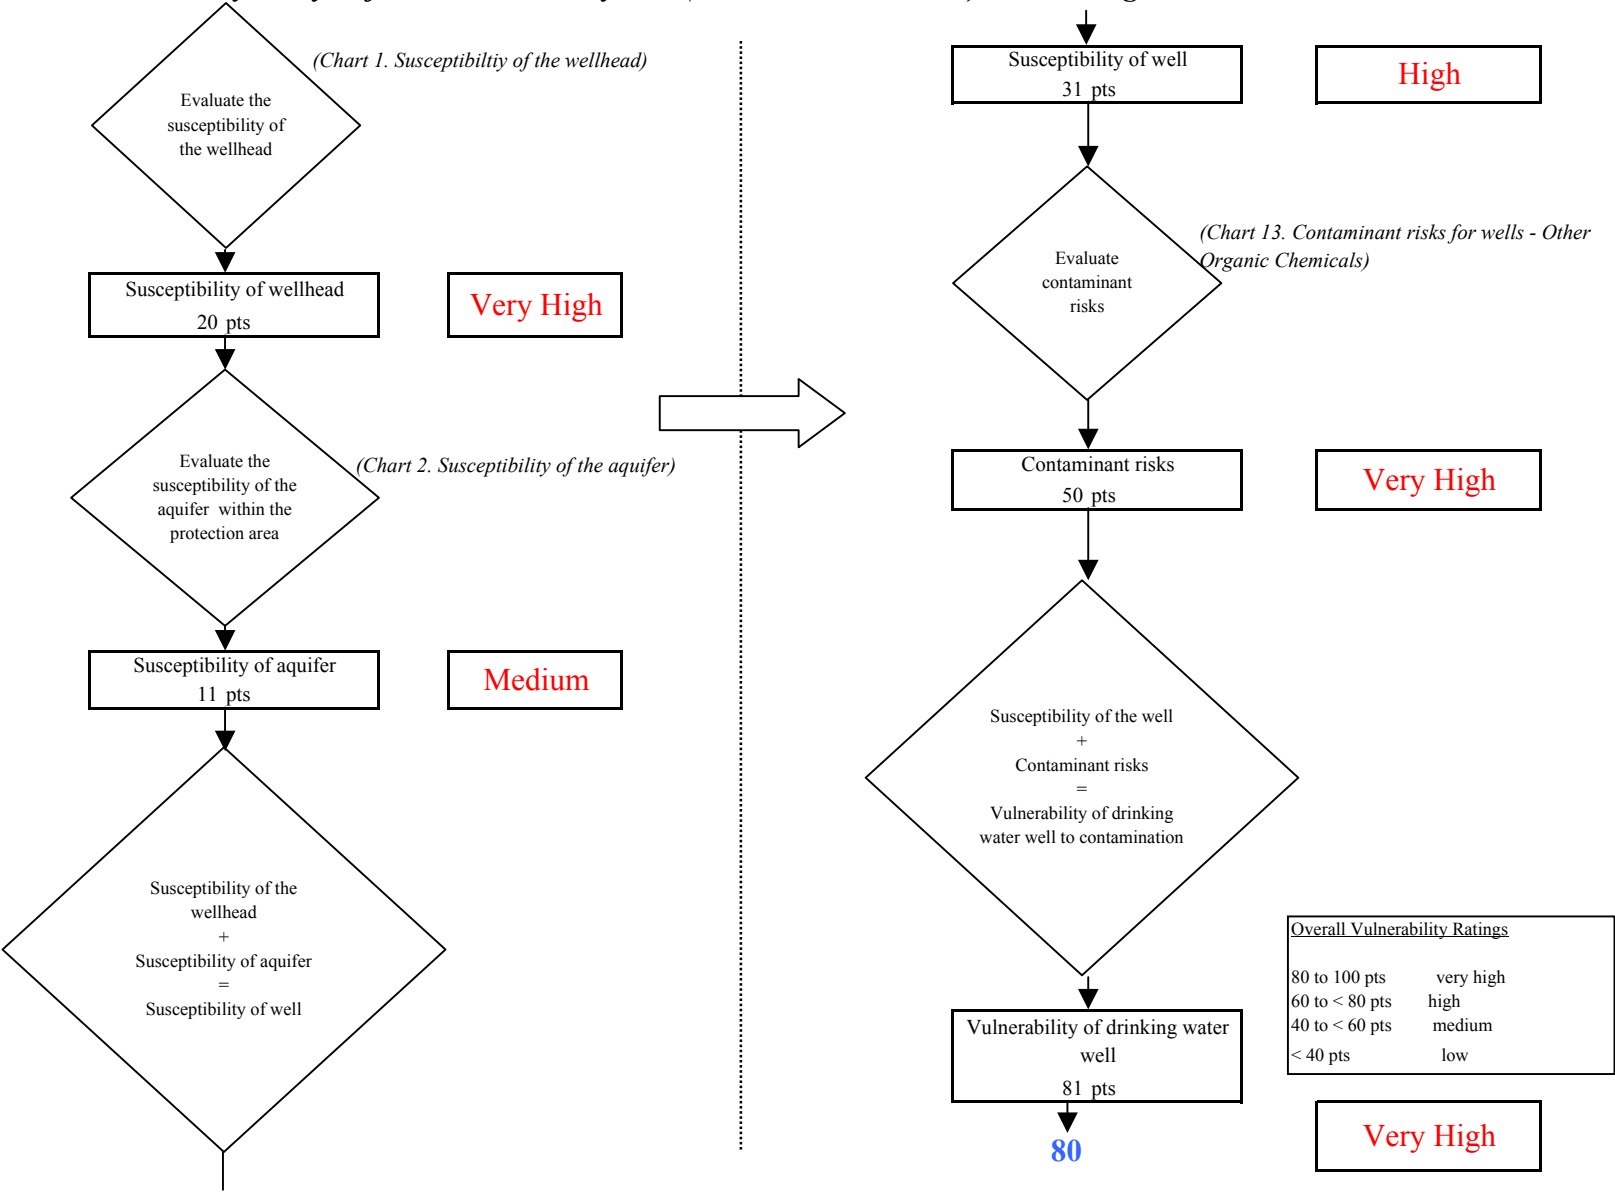 (Chart 1. Susceptibiltiy of the wellhead)
Evaluate the
susceptibility of
the wellhead
Susceptibility of wellhead
20 pts
Very High
Evaluate the
susceptibility of the
aquifer within the
protection area
(Chart 2. Susceptibility of the aquifer)
Susceptibility of aquifer
11 pts
Medium
Susceptibility of the
wellhead
+
Susceptibility of aquifer
=
Susceptibility of well
Susceptibility of well
31 pts
High
Evaluate
contaminant
risks
(Chart 13. Contaminant risks for wells - Other
Organic Chemicals)
Contaminant risks
50 pts
Very High
Susceptibility of the well
+
Contaminant risks
=
Vulnerability of drinking
water well to contamination
Overall Vulnerability Ratings
80 to 100 pts very high
60 to < 80 pts high
40 to < 60 pts medium
< 40 pts low
Vulnerability of drinking water
well
81 pts
80
Very High